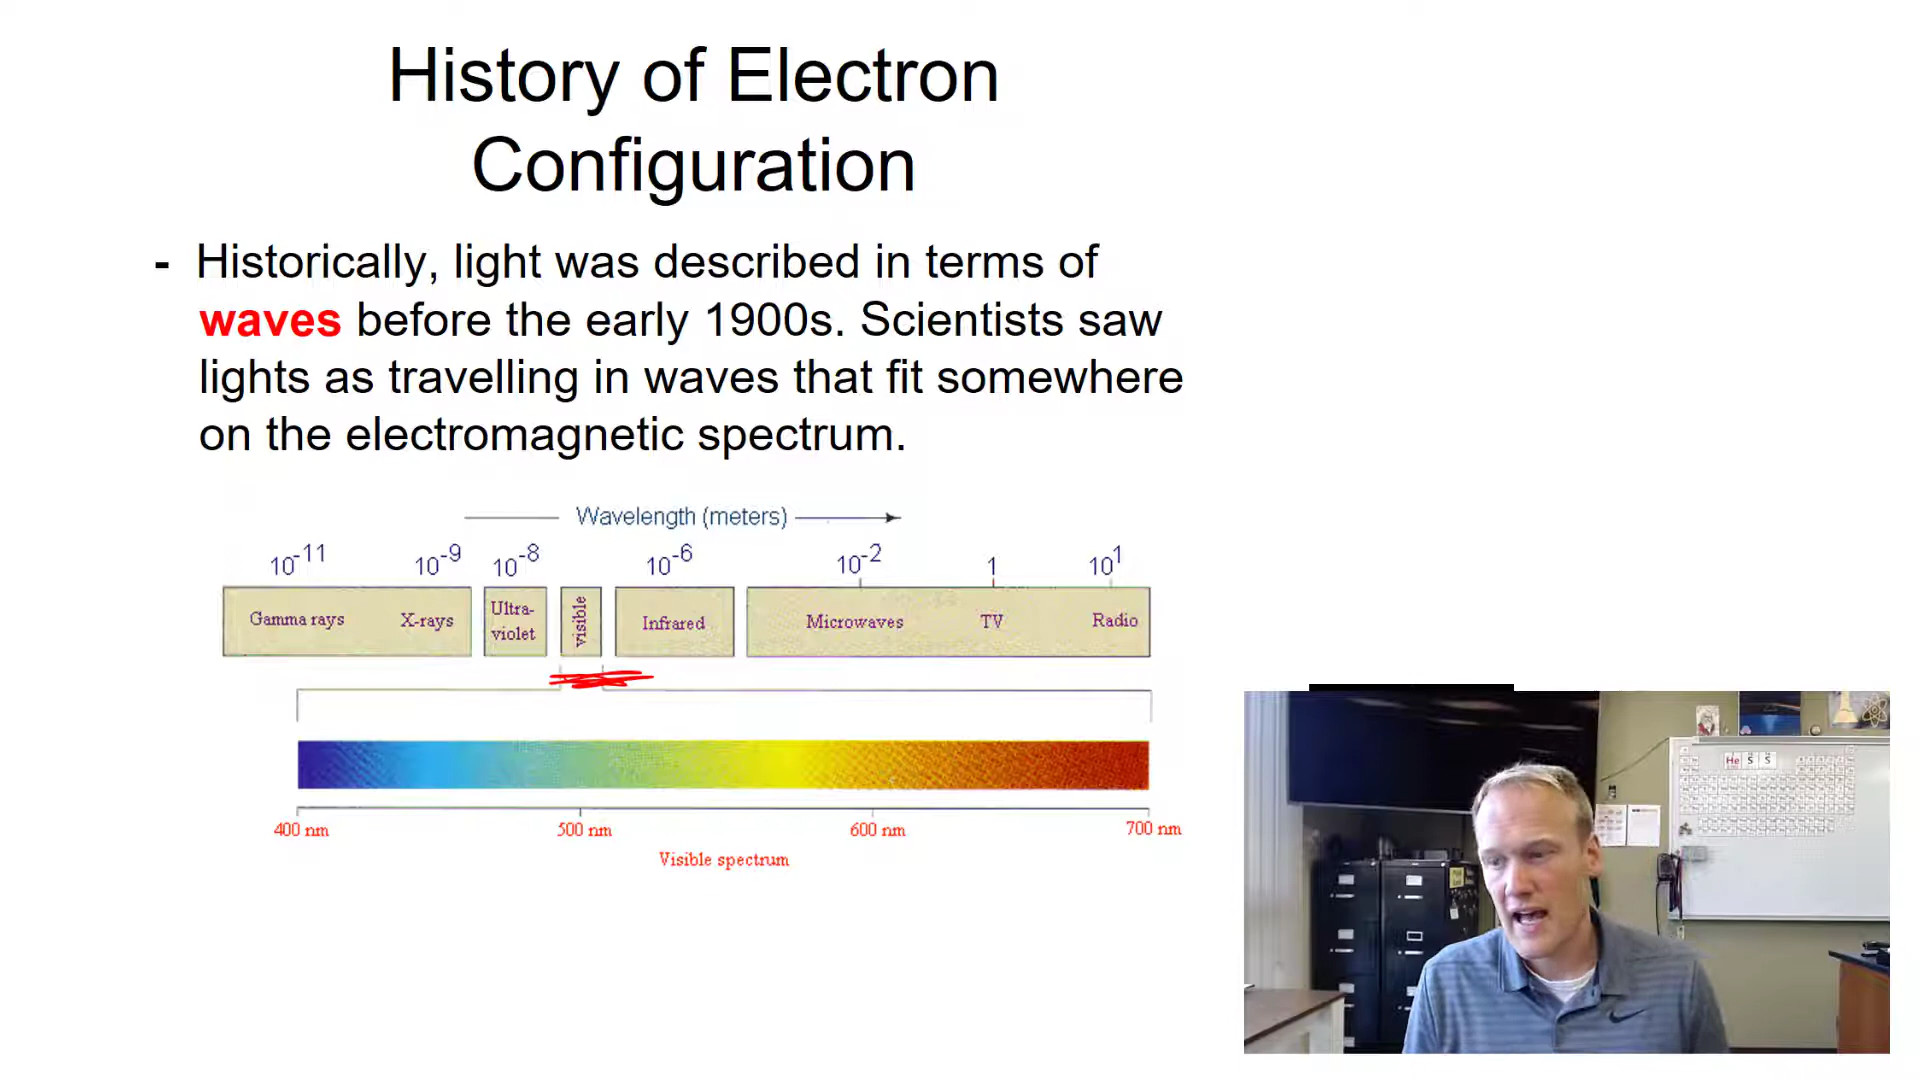 History of Electron
Configuration
- Historically, light was described in terms of
waves before the early 1900s. Scientists saw
lights as travelling in waves that fit somewhere
on the electromagnetic spectrum.
Wavelength (meters)
10-11 10-9 10-8 10-6 10-2 1 101
Gamma rays X-rays Ultra-violet visible Infrared Microwaves TV Radio
400 nm 500 nm 600 nm 700 nm
Visible spectrum
He S S